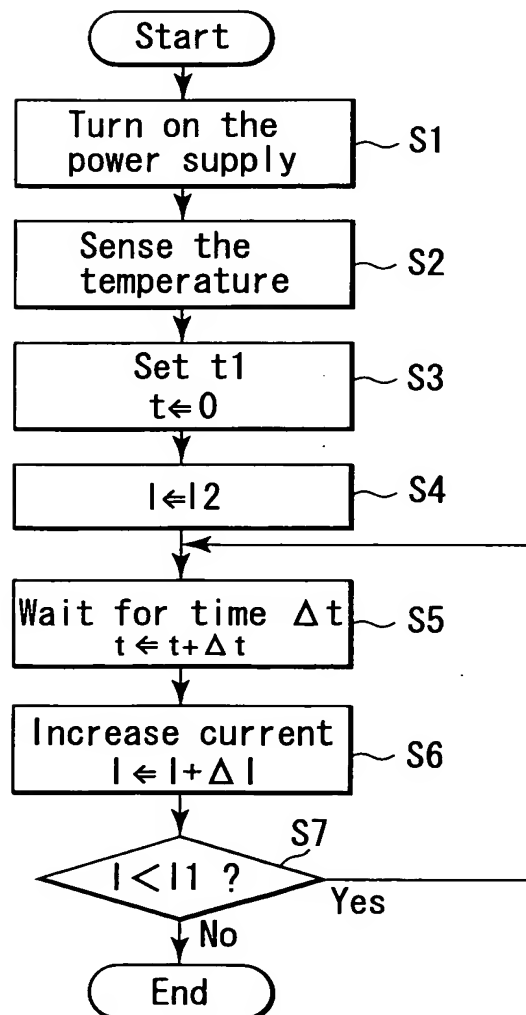 Start
Turn on the
power supply
S1
Sense the
temperature
S2
Set t1
t⇐0
S3
I⇐I2
S4
Wait for time Δt
t⇐t+Δt
S5
Increase current
I⇐I+ΔI
S6
S7
I<I1 ?
Yes
No
End